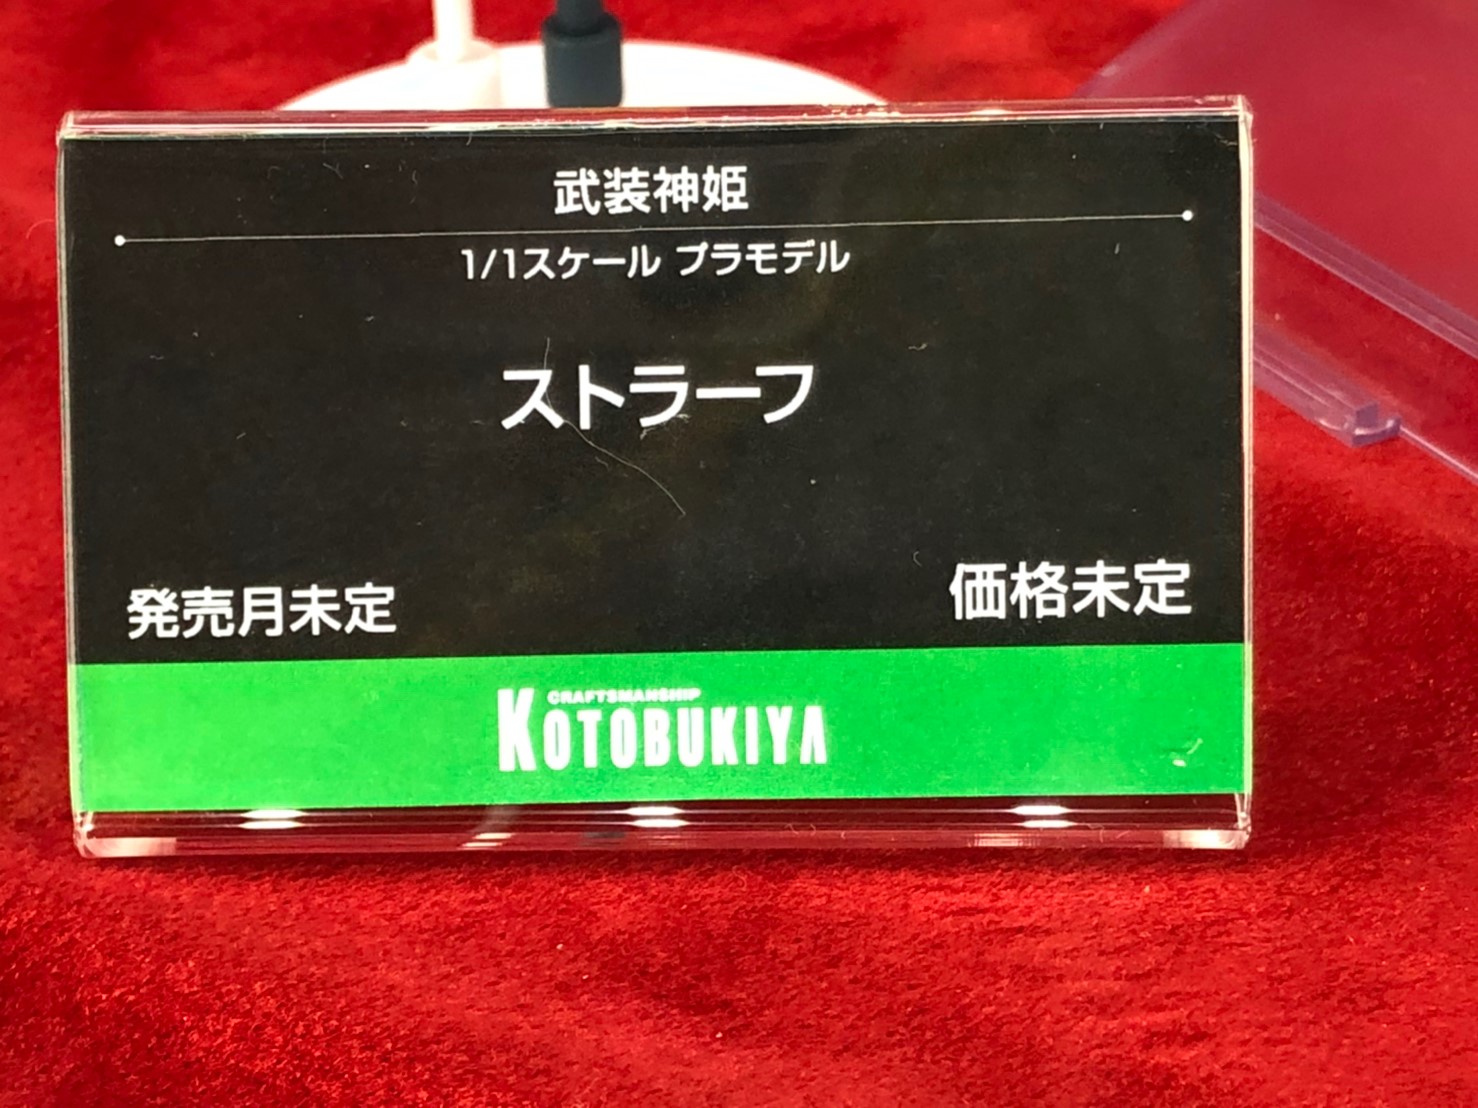 武装神姫
1/1スケール プラモデル
ストラーフ
発売月未定
価格未定
CRAFTSMANSHIP
KOTOBUKIYA